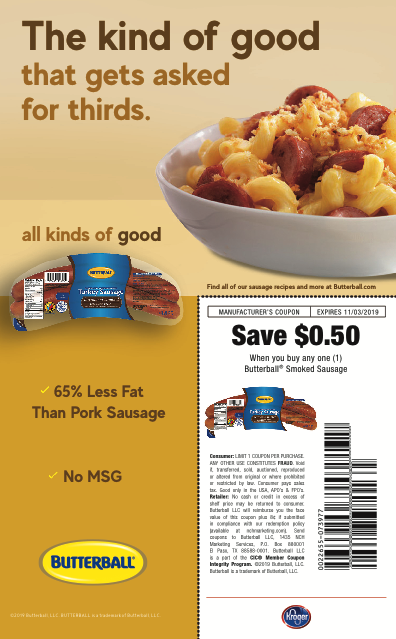 The kind of good
that gets asked
for thirds.
all kinds of good
BUTTERBALL
Turkey Sausage
Find all of our sausage recipes and more at Butterball.com
MANUFACTURER'S COUPON
EXPIRES 11/03/2019
Save $0.50
When you buy any one (1)
Butterball® Smoked Sausage
65% Less Fat
Than Pork Sausage
No MSG
BUTTERBALL
Consumer: LIMIT 1 COUPON PER PURCHASE.
ANY OTHER USE CONSTITUTES FRAUD. Void
if, transferred, sold, auctioned, reproduced
or altered from original or where prohibited
or restricted by law. Consumer pays sales
tax. Good only in the USA, APO's & FPO's.
Retailer: No cash or credit in excess of
shelf price may be returned to consumer.
Butterball LLC will reimburse you the face
value of this coupon plus 8¢ if submitted
in compliance with our redemption policy
(available at nchmarketing.com). Send
coupons to Butterball LLC, 1435 NCH
Marketing Services, P.O. Box 880001
El Paso, TX 88588-0001. Butterball LLC
is a part of the CIC® Member Coupon
Integrity Program. ©2019 Butterball, LLC.
Butterball is a trademark of Butterball, LLC.
0022655-073977
©2019 Butterball LLC BUTTERBALL is a trademark of Butterball LLC
Kroger